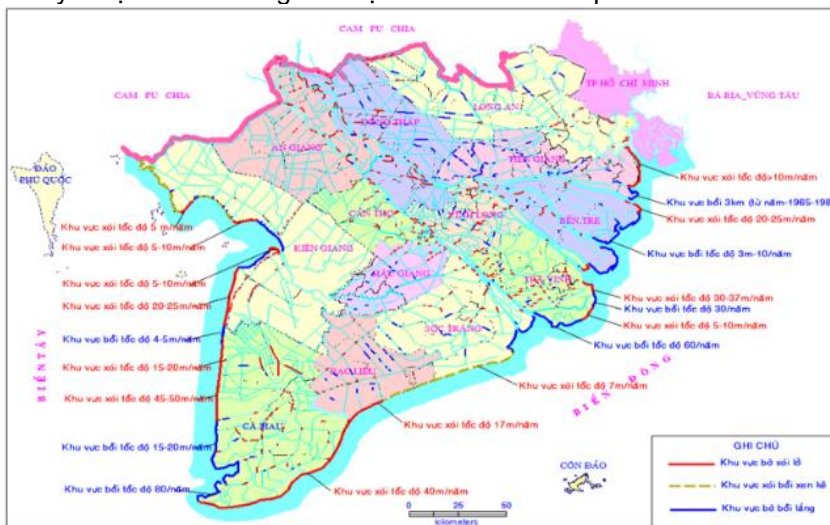 CAM PU CHIA
CAM PU CHIA
TP HỒ CHÍ MINH
BÀ RỊA_VŨNG TÀU
LONG AN
ĐỒNG THÁP
AN GIANG
TIỀN GIANG
ĐẢO
PHÚ QUỐC
CẦN THƠ
VĨNH LONG
BẾN TRE
KIÊN GIANG
HẬU GIANG
TRÀ VINH
SÓC TRĂNG
BẠC LIÊU
CÀ MAU
BIỂN TÂY
BIỂN ĐÔNG
CÔN ĐẢO
Khu vực xói tốc độ>10m/năm
Khu vực bồi 3km (từ năm-1965-198
Khu vực xói tốc độ 20-25m/năm
Khu vực bồi tốc độ 3m-10/năm
Khu vực xói tốc độ 30-37m/năm
Khu vực bồi tốc độ 30/năm
Khu vực xói tốc độ 5-10m/năm
Khu vực bồi tốc độ 60/năm
Khu vực xói tốc độ 7m/năm
Khu vực xói tốc độ 17m/năm
Khu vực xói tốc độ 40m/năm
Khu vực xói tốc độ 5 m/năm
Khu vực xói tốc độ 5-10m/năm
Khu vực xói tốc độ 5-10m/năm
Khu vực xói tốc độ 20-25m/năm
Khu vực bồi tốc độ 4-5m/năm
Khu vực xói tốc độ 15-20m/năm
Khu vực xói tốc độ 45-50m/năm
Khu vực bồi tốc độ 15-20m/năm
Khu vực bồi tốc độ 80/năm
GHI CHÚ
Khu vực bờ xói lở
Khu vực xói bồi xen kẽ
Khu vực bờ bồi lắng
0 25 50
kilometers